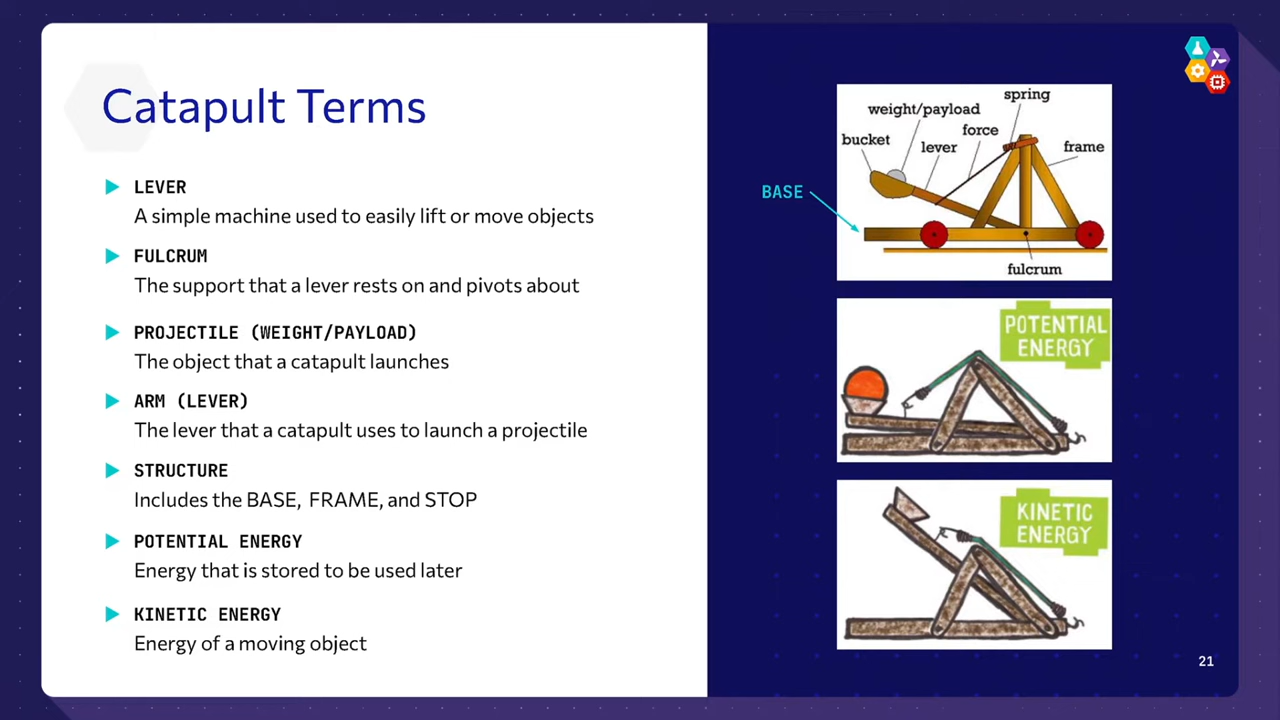 Catapult Terms
LEVER
A simple machine used to easily lift or move objects
FULCRUM
The support that a lever rests on and pivots about
PROJECTILE (WEIGHT/PAYLOAD)
The object that a catapult launches
ARM (LEVER)
The lever that a catapult uses to launch a projectile
STRUCTURE
Includes the BASE, FRAME, and STOP
POTENTIAL ENERGY
Energy that is stored to be used later
KINETIC ENERGY
Energy of a moving object
spring
weight/payload
force
bucket
lever
frame
BASE
fulcrum
POTENTIAL
ENERGY
KINETIC
ENERGY
21